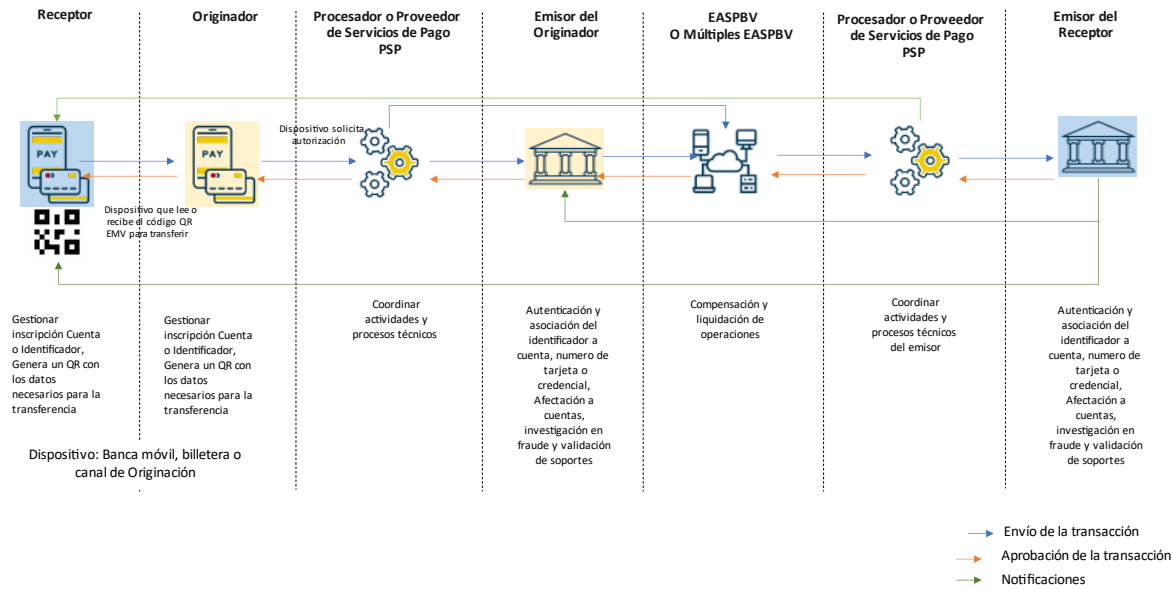 Receptor
Originador
Procesador o Proveedor
de Servicios de Pago
PSP
Emisor del
Originador
EASPBV
O Múltiples EASPBV
Procesador o Proveedor
de Servicios de Pago
PSP
Emisor del
Receptor
PAY
PAY
Dispositivo solicita
autorización
Dispositivo que lee o
recibe el código QR
EMV para transferir
Gestionar
inscripción Cuenta
o Identificador,
Genera un QR con
los datos
necesarios para la
transferencia
Gestionar
inscripción Cuenta
o Identificador,
Genera un QR con
los datos
necesarios para la
transferencia
Coordinar
actividades y
procesos técnicos
Autenticación y
asociación del
identificador a
cuenta, numero de
tarjeta o
credencial,
Afectación a
cuentas,
investigación en
fraude y validación
de soportes
Compensación y
liquidación de
operaciones
Coordinar
actividades y
procesos técnicos
del emisor
Autenticación y
asociación del
identificador a
cuenta, numero de
tarjeta o
credencial,
Afectación a
cuentas,
investigación en
fraude y validación
de soportes
Dispositivo: Banca móvil, billetera o
canal de Originación
Envío de la transacción
Aprobación de la transacción
Notificaciones